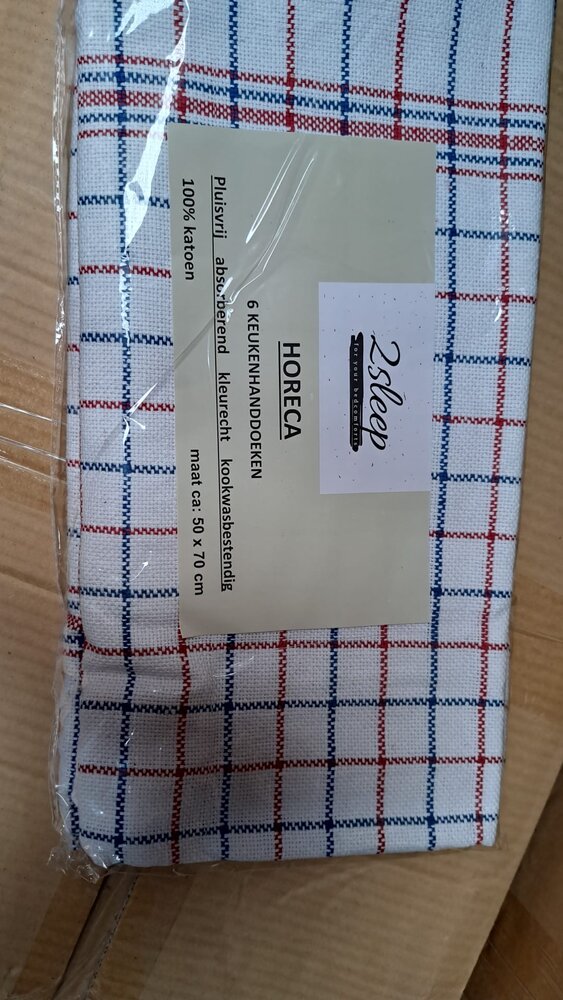 2sleep
for your bedcomforts
HORECA
6 KEUKENHANDDOEKEN
Pluisvrij absorberend kleurecht kookwasbestendig
100% katoen maat ca: 50 x 70 cm